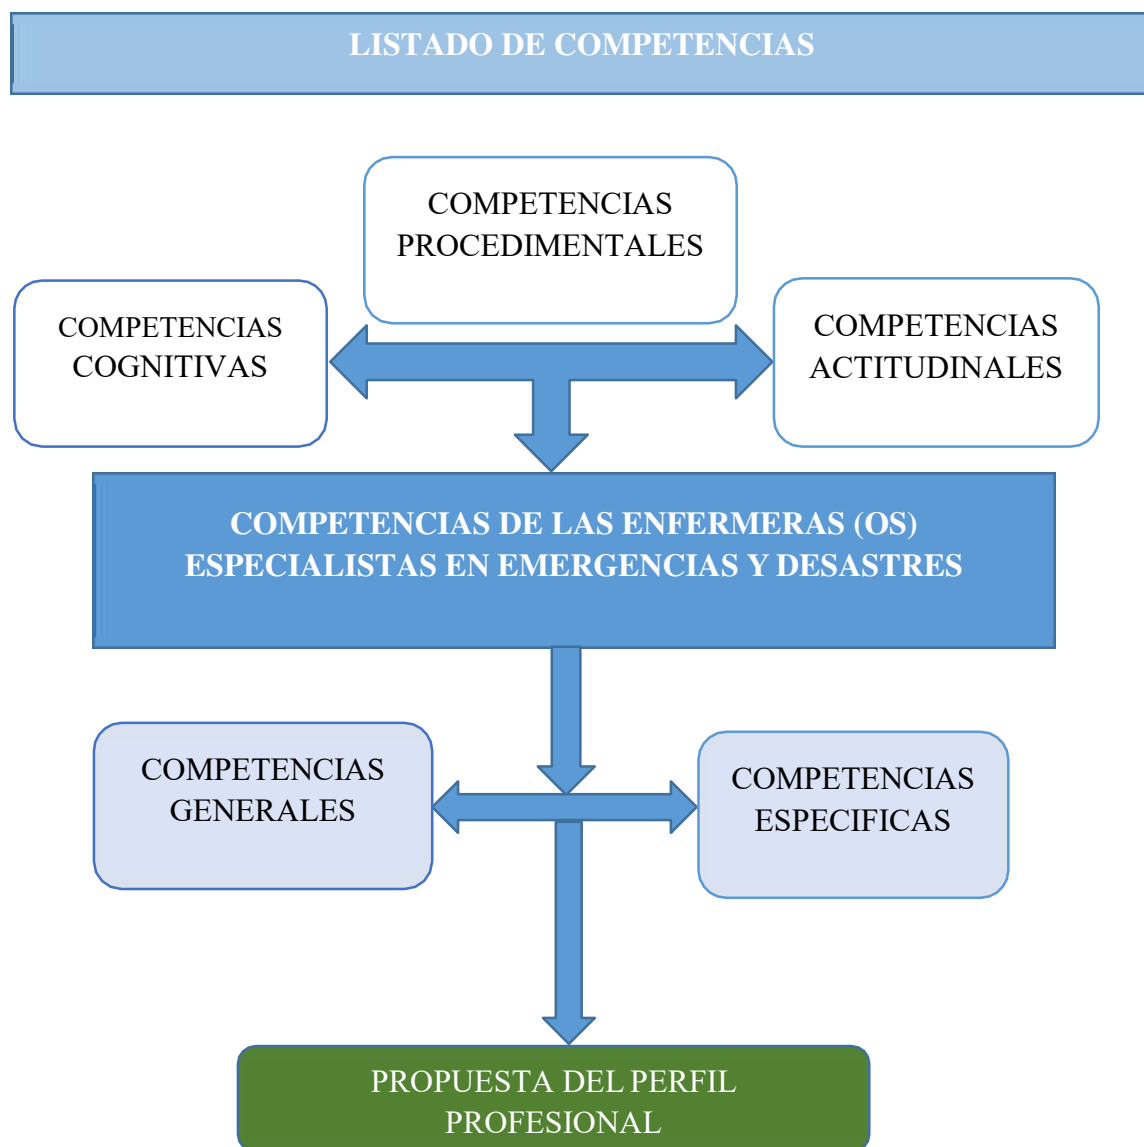 LISTADO DE COMPETENCIAS
COMPETENCIAS
PROCEDIMENTALES
COMPETENCIAS
COGNITIVAS
COMPETENCIAS
ACTITUDINALES
COMPETENCIAS DE LAS ENFERMERAS (OS)
ESPECIALISTAS EN EMERGENCIAS Y DESASTRES
COMPETENCIAS
GENERALES
COMPETENCIAS
ESPECIFICAS
PROPUESTA DEL PERFIL
PROFESIONAL